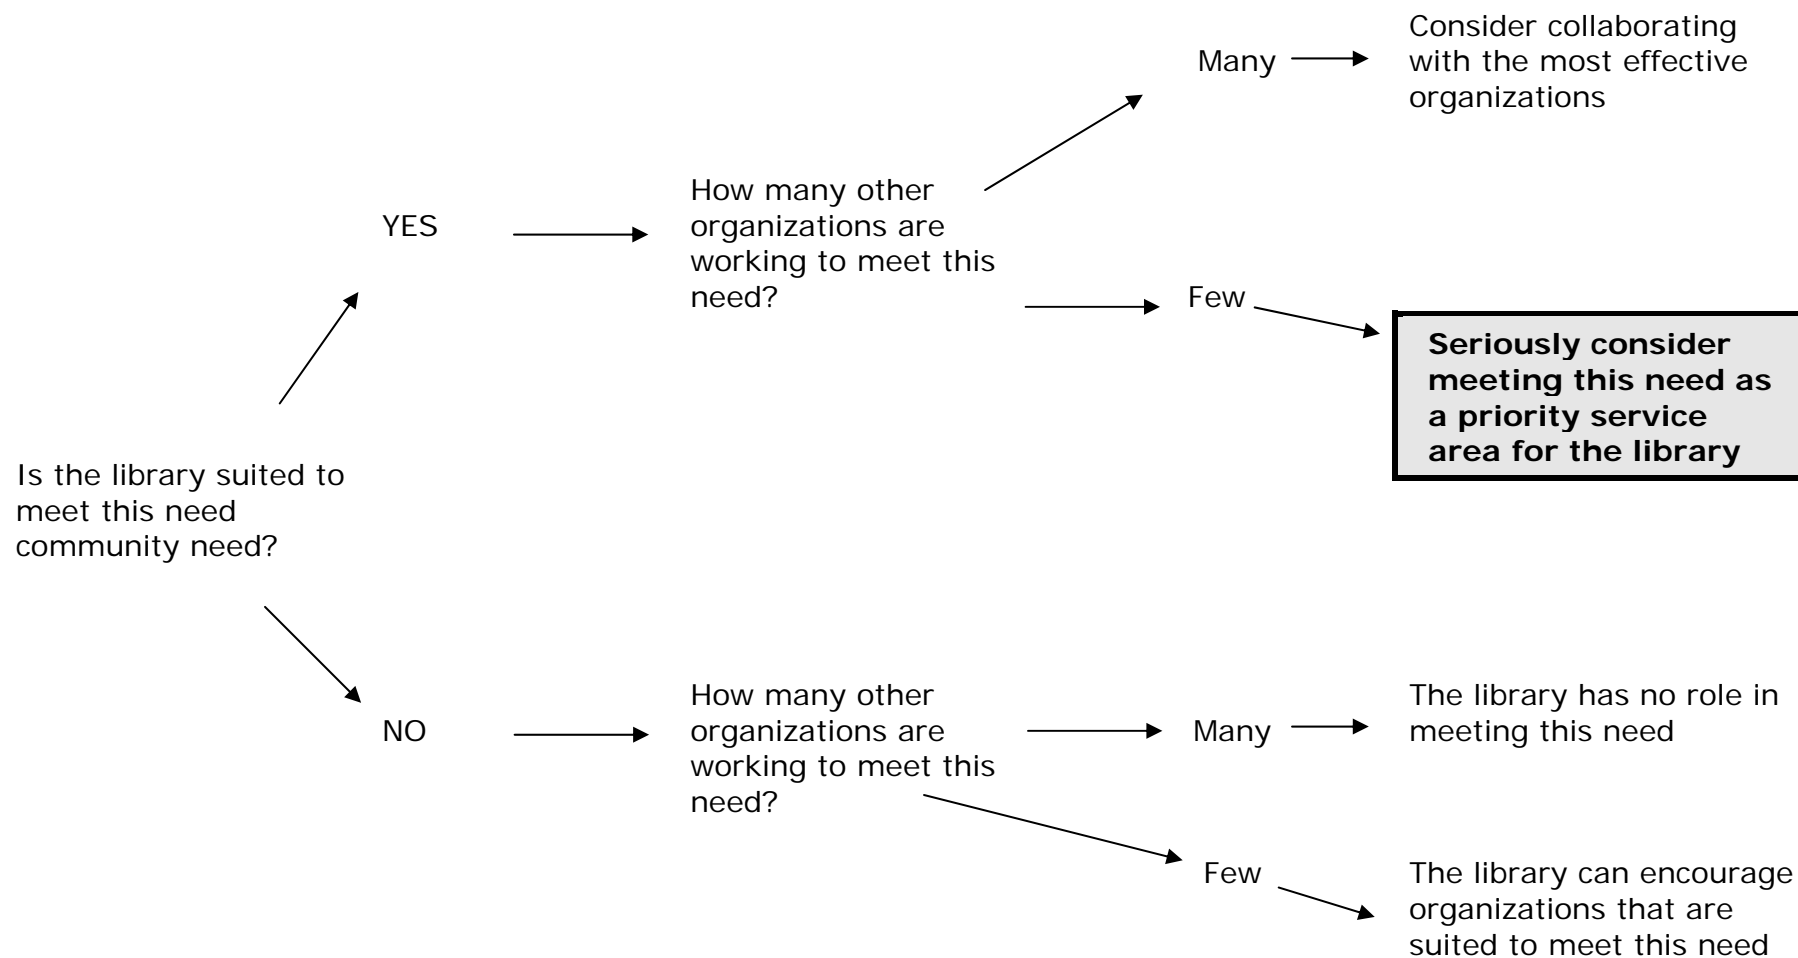 Is the library suited to
meet this need
community need?
YES
How many other
organizations are
working to meet this
need?
Many
Consider collaborating
with the most effective
organizations
Few
Seriously consider
meeting this need as
a priority service
area for the library
NO
How many other
organizations are
working to meet this
need?
Many
The library has no role in
meeting this need
Few
The library can encourage
organizations that are
suited to meet this need